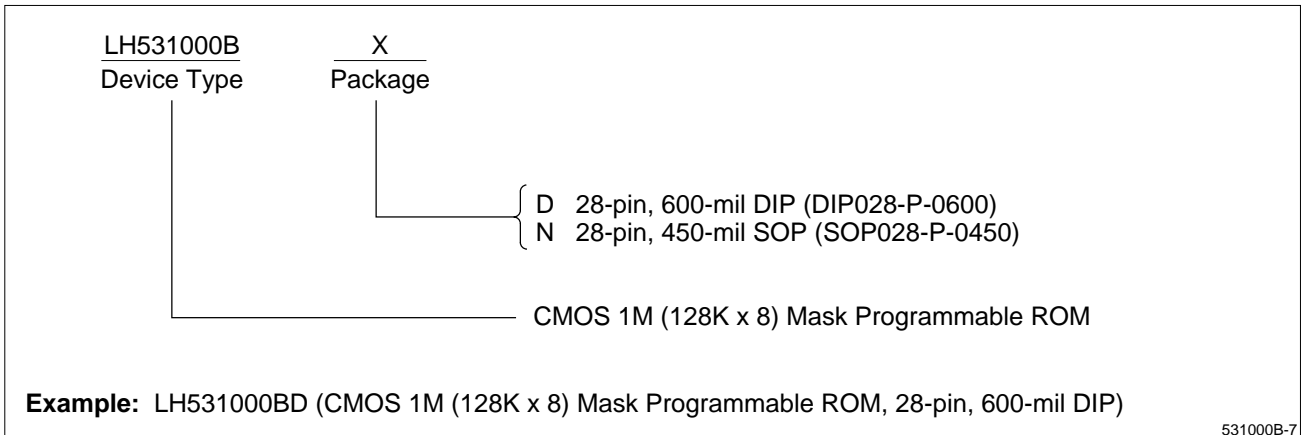 LH531000B X
Device Type Package
D 28-pin, 600-mil DIP (DIP028-P-0600)
N 28-pin, 450-mil SOP (SOP028-P-0450)
CMOS 1M (128K x 8) Mask Programmable ROM
Example: LH531000BD (CMOS 1M (128K x 8) Mask Programmable ROM, 28-pin, 600-mil DIP)
531000B-7